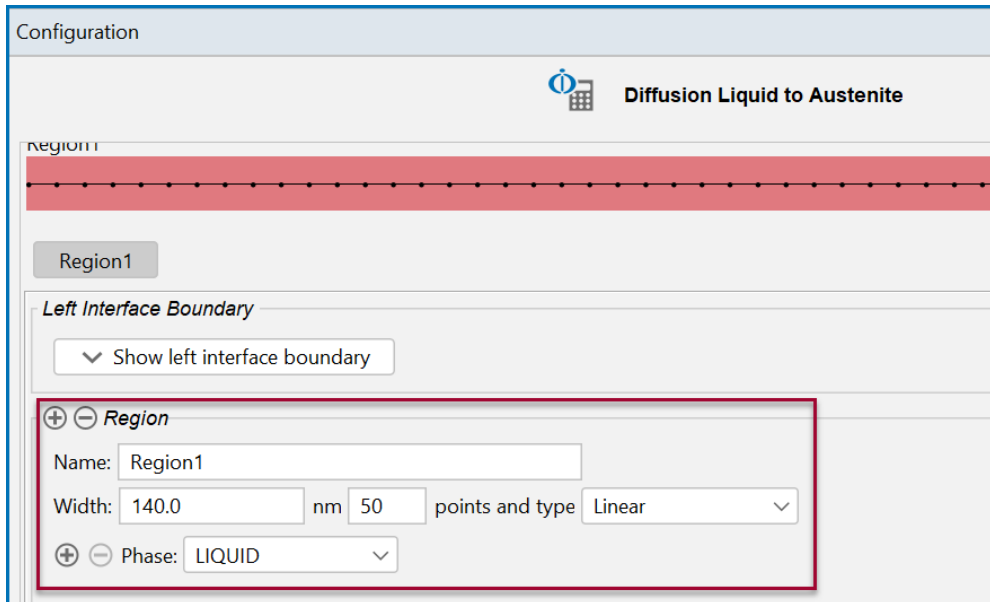 Configuration
Diffusion Liquid to Austenite
Region1
Region1
Left Interface Boundary
Show left interface boundary
Region
Name: Region1
Width: 140.0 nm 50 points and type Linear
Phase: LIQUID